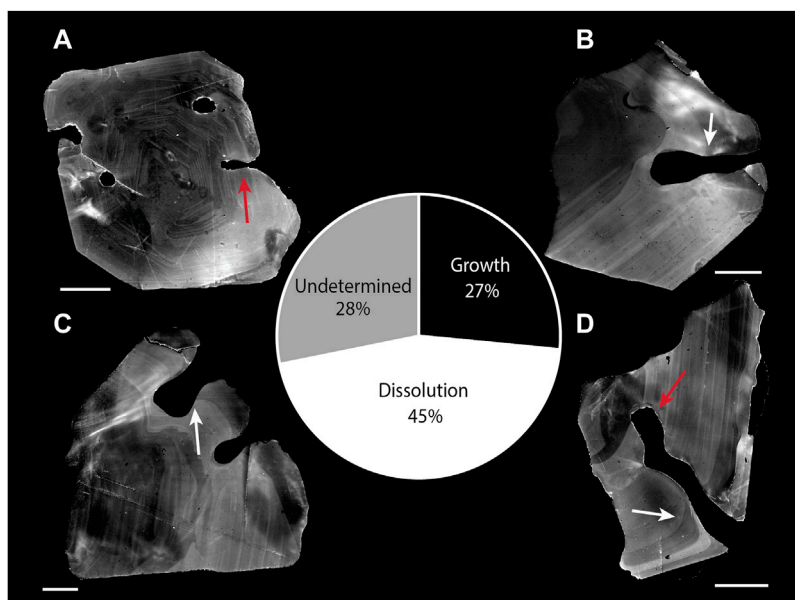 A
B
Growth
27%
Undetermined
28%
C
D
Dissolution
45%